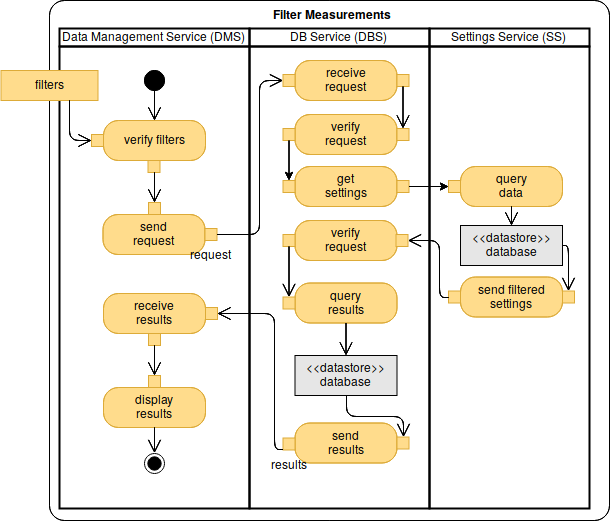 Filter Measurements
Data Management Service (DMS)
DB Service (DBS)
Settings Service (SS)
filters
verify filters
send
request
request
receive
results
display
results
receive
request
verify
request
get
settings
verify
request
query
results
<<datastore>>
database
send
results
results
query
data
<<datastore>>
database
send filtered
settings